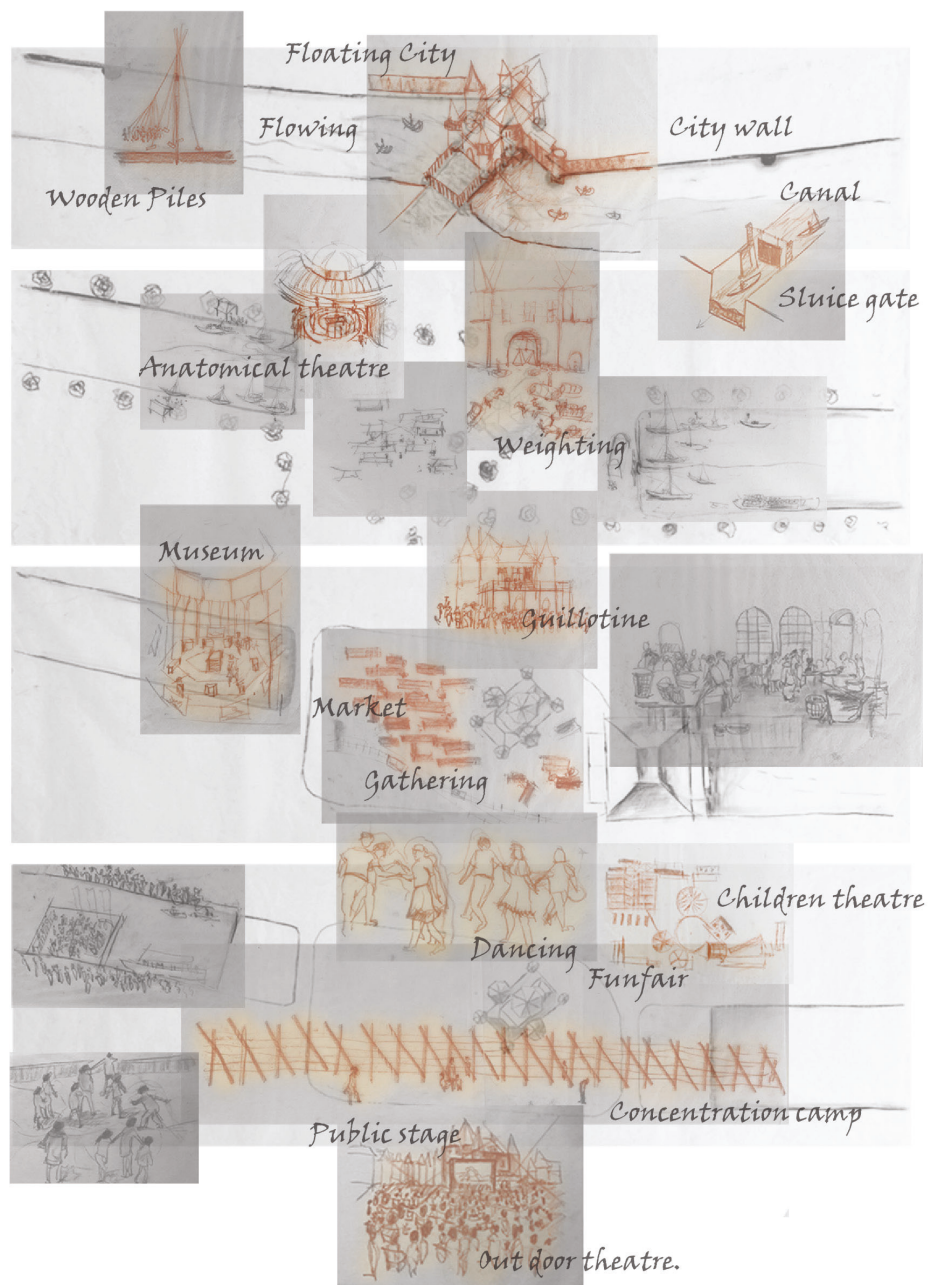 Floating City
Flowing
City wall
Wooden Piles
Canal
Sluice gate
Anatomical theatre
Weighting
Museum
Guillotine
Market
Gathering
Children theatre
Dancing
Funfair
Concentration camp
Public stage
Out door theatre.